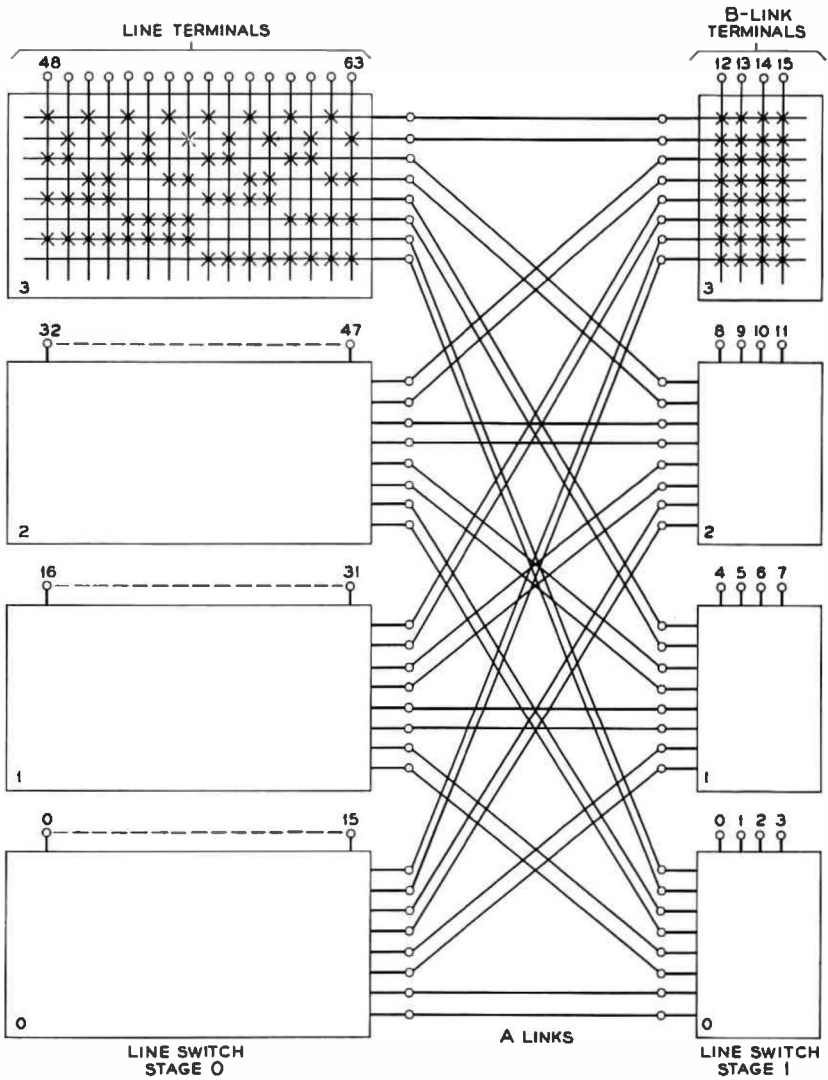 LINE TERMINALS
B-LINK
TERMINALS
48 63
12 13 14 15
3
3
32 47
8 9 10 11
2
2
16 31
4 5 6 7
1
1
0 15
0 1 2 3
0
0
A LINKS
LINE SWITCH
STAGE 0
LINE SWITCH
STAGE 1